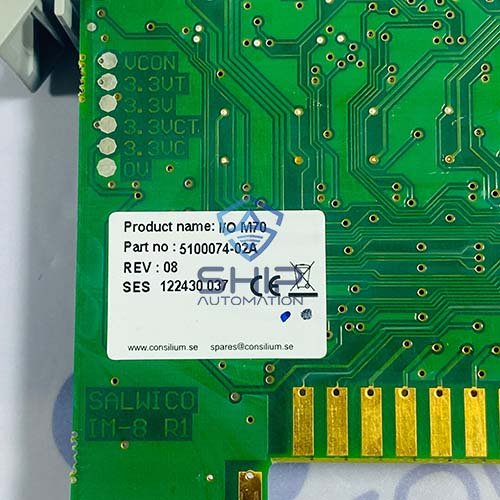 VCON
3.3VT
3.3V
3.3VCT
3.3VC
0V
Product name: I/O M70
Part no : 5100074-02A
REV : 08
SES 122430 037 CE
SHIP
AUTOMATION
www.consilium.se spares@consilium.se
SALWICO
IM-8 R1